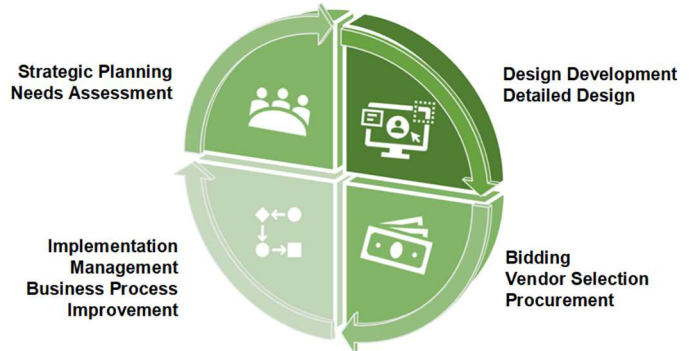 Strategic Planning
Needs Assessment
Design Development
Detailed Design
Implementation
Management
Business Process
Improvement
Bidding
Vendor Selection
Procurement